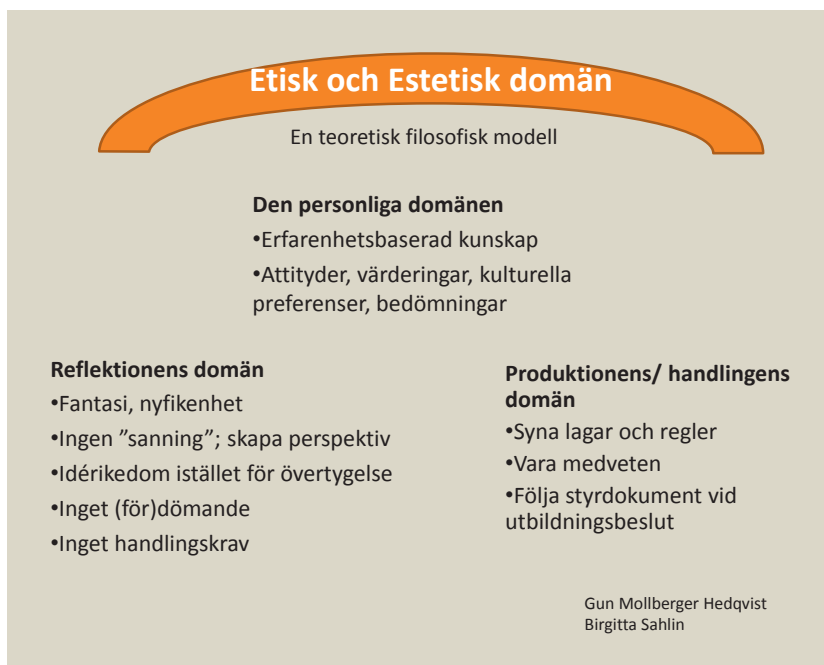 Etisk och Estetisk domän
En teoretisk filosofisk modell
Den personliga domänen
•Erfarenhetsbaserad kunskap
•Attityder, värderingar, kulturella
preferenser, bedömningar
Reflektionens domän
•Fantasi, nyfikenhet
•Ingen ”sanning”; skapa perspektiv
•Idérikedom istället för övertygelse
•Inget (för)dömande
•Inget handlingskrav
Produktionens/ handlingens
domän
•Syna lagar och regler
•Vara medveten
•Följa styrdokument vid
utbildningsbeslut
Gun Mollberger Hedqvist
Birgitta Sahlin